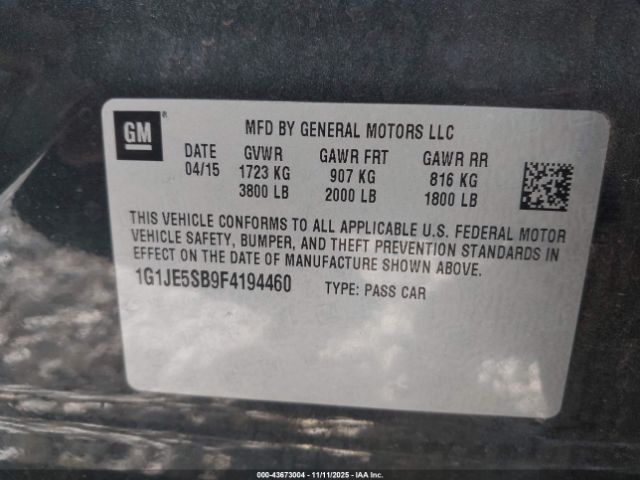 GM ®
MFD BY GENERAL MOTORS LLC
DATE GVWR GAWR FRT GAWR RR
04/15 1723 KG 907 KG 816 KG
3800 LB 2000 LB 1800 LB
THIS VEHICLE CONFORMS TO ALL APPLICABLE U.S. FEDERAL MOTOR
VEHICLE SAFETY, BUMPER, AND THEFT PREVENTION STANDARDS IN
EFFECT ON THE DATE OF MANUFACTURE SHOWN ABOVE.
1G1JE5SB9F4194460 TYPE: PASS CAR
000-43673004 - 11/11/2025 - IAAI, Inc.